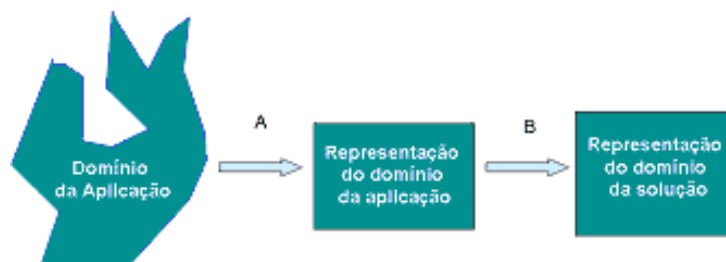 Domínio
da Aplicação
A
Representação
do domínio
da aplicação
B
Representação
do domínio
da solução